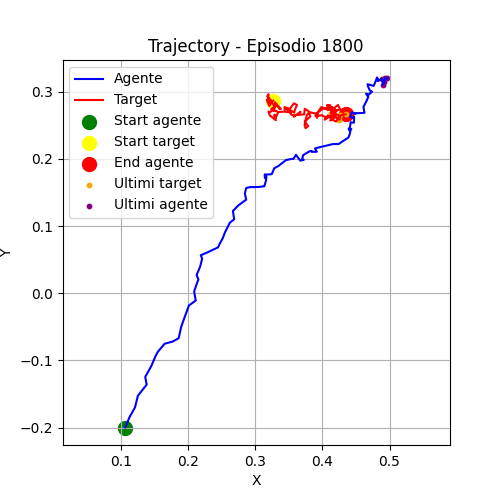 Trajectory - Episodio 1800
Agente
Target
Start agente
Start target
End agente
Ultimi target
Ultimi agente
0.3
0.2
0.1
0.0
−0.1
−0.2
Y
0.1
0.2
0.3
0.4
0.5
X